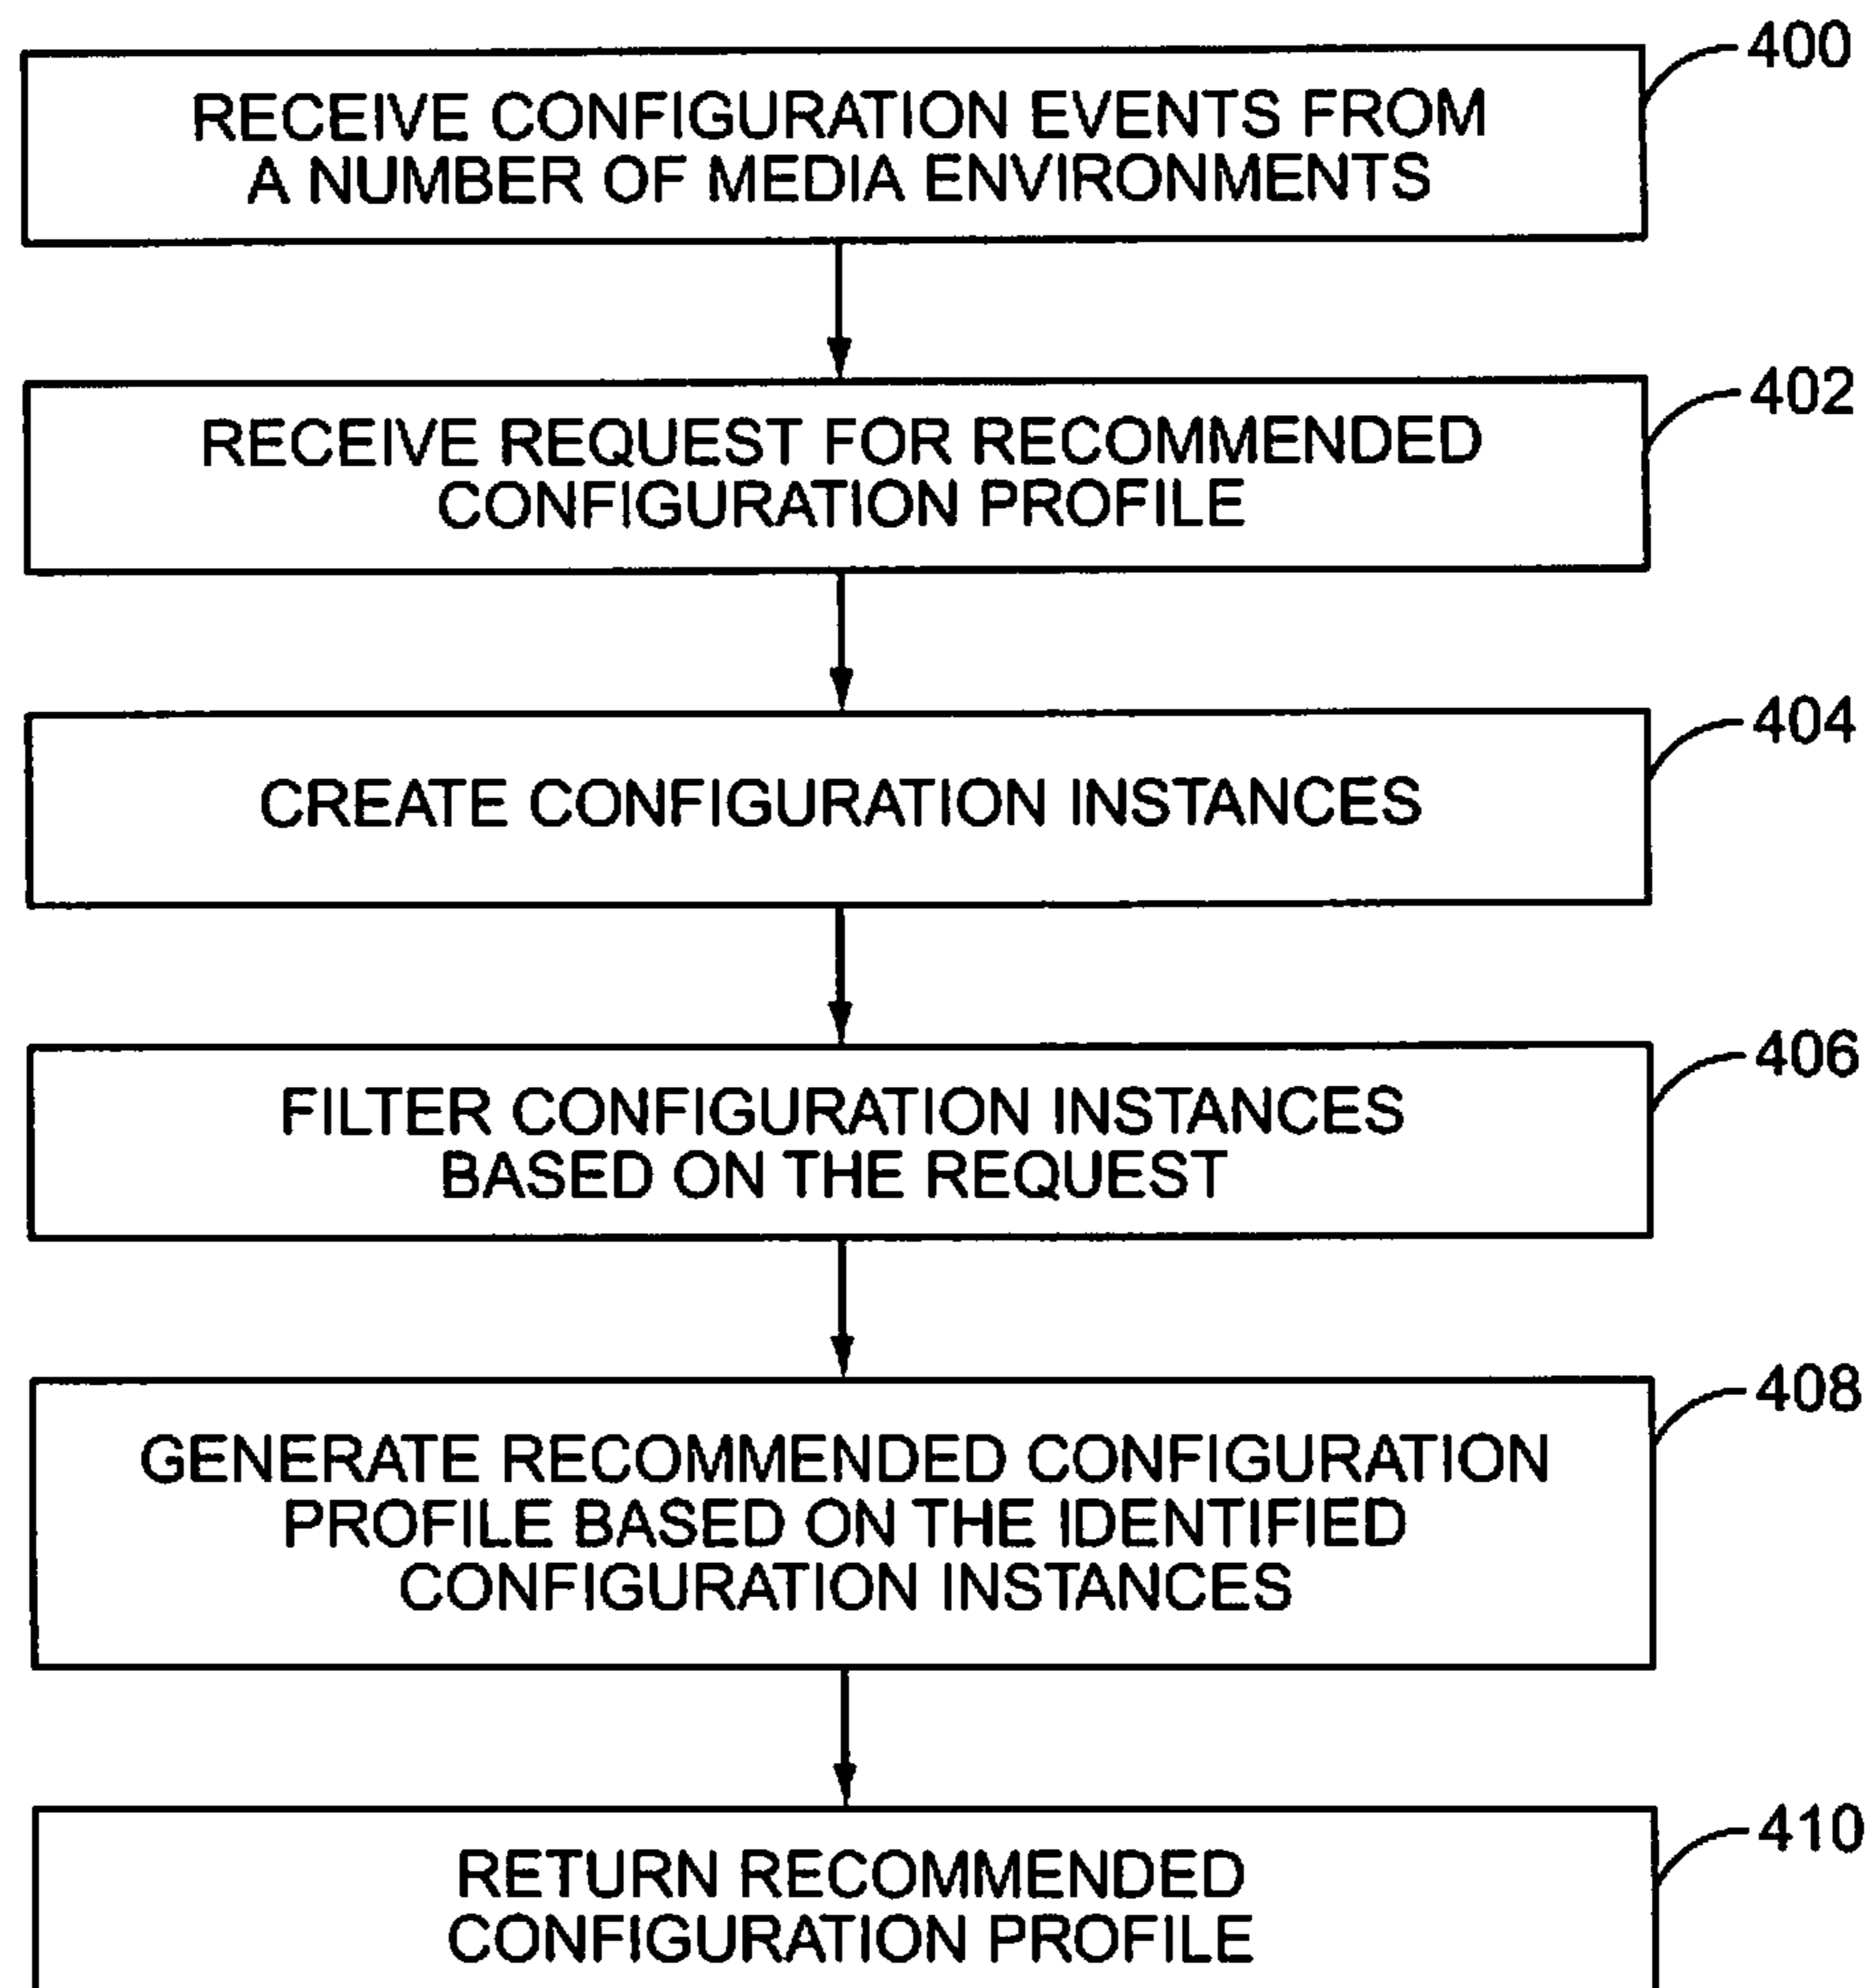 400
RECEIVE CONFIGURATION EVENTS FROM
A NUMBER OF MEDIA ENVIRONMENTS
402
RECEIVE REQUEST FOR RECOMMENDED
CONFIGURATION PROFILE
404
CREATE CONFIGURATION INSTANCES
406
FILTER CONFIGURATION INSTANCES
BASED ON THE REQUEST
408
GENERATE RECOMMENDED CONFIGURATION
PROFILE BASED ON THE IDENTIFIED
CONFIGURATION INSTANCES
410
RETURN RECOMMENDED
CONFIGURATION PROFILE